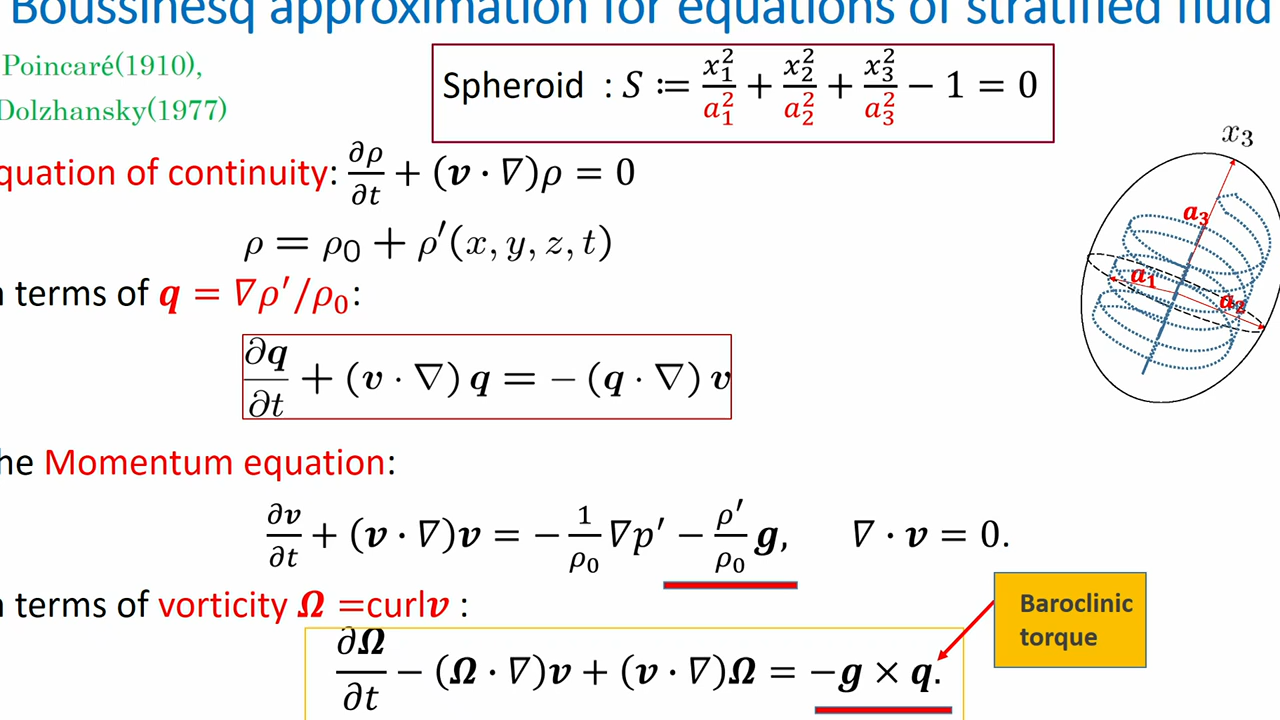 Boussinesq approximation for equations of stratified fluid
Poincaré(1910),
Dolzhansky(1977)
Spheroid : S ≔ x₁²/a₁² + x₂²/a₂² + x₃²/a₃² − 1 = 0
quation of continuity: ∂ρ/∂t + (v · ∇)ρ = 0
ρ = ρ₀ + ρ′(x, y, z, t)
x₃
a₃
a₁
a₂
terms of q = ∇ρ′/ρ₀:
∂q/∂t + (v · ∇) q = − (q · ∇) v
he Momentum equation:
∂v/∂t + (v · ∇)v = − 1/ρ₀ ∇p′ − ρ′/ρ₀ g, ∇ · v = 0.
terms of vorticity Ω =curlv :
Baroclinic
torque
∂Ω/∂t − (Ω · ∇)v + (v · ∇)Ω = −g × q.